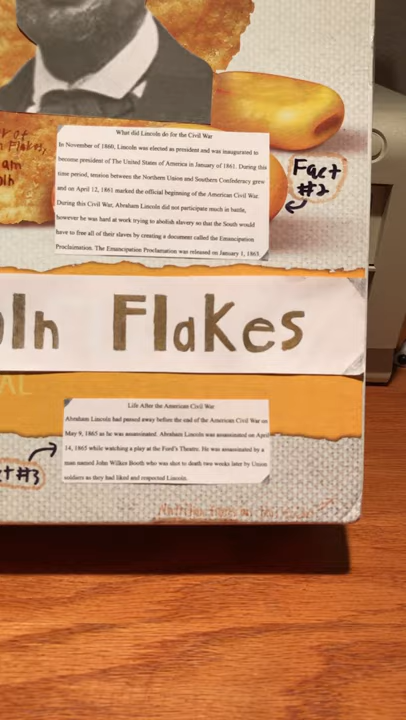 Flakes,
am
oln
What did Lincoln do for the Civil War
In November of 1860, Lincoln was elected as president and was inaugurated to
become president of The United States of America in January of 1861. During this
time period, tension between the Northern Union and Southern Confederacy grew
and on April 12, 1861 marked the official beginning of the American Civil War.
During this Civil War, Abraham Lincoln did not participate much in battle,
however he was hard at work trying to abolish slavery so that the South would
have to free all of their slaves by creating a document called the Emancipation
Proclamation. The Emancipation Proclamation was released on January 1, 1863
Fact
#2
oln Flakes
AL
Life After the American Civil War
Abraham Lincoln had passed away before the end of the American Civil War on
May 9, 1865 as he was assassinated. Abraham Lincoln was assassinated on April
14, 1865 while watching a play at the Ford's Theatre. He was assassinated by a
man named John Wilkes Booth who was shot to death two weeks later by Union
soldiers as they had liked and respected Lincoln.
ct #3